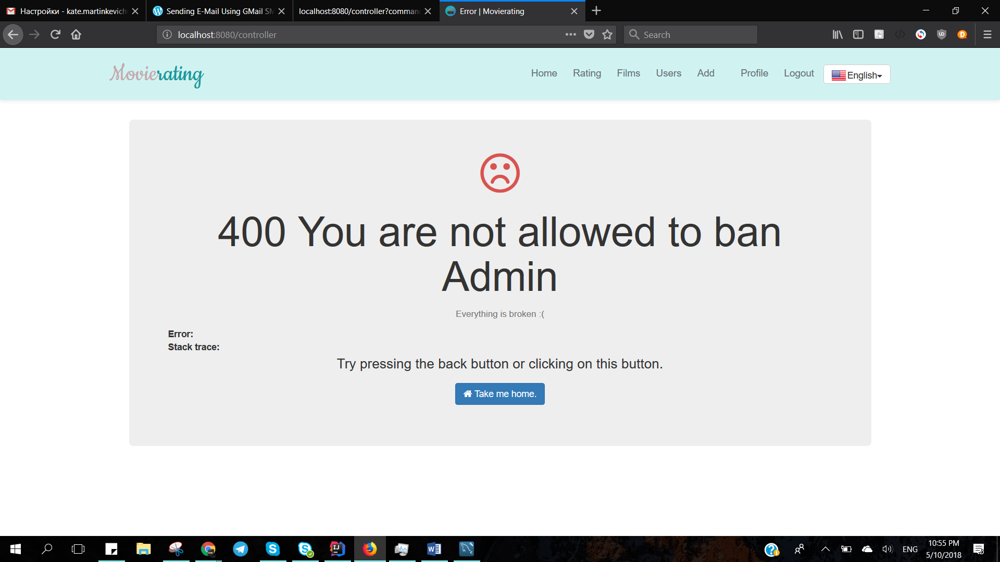 Настройки - kate.martinkevich
Sending E-Mail Using GMail SM
localhost:8080/controller?comman
Error | Movierating
localhost:8080/controller
Search
Movierating
Home
Rating
Films
Users
Add
Profile
Logout
English
400 You are not allowed to ban
Admin
Everything is broken :(
Error:
Stack trace:
Try pressing the back button or clicking on this button.
Take me home.
ENG
10:55 PM
5/10/2018